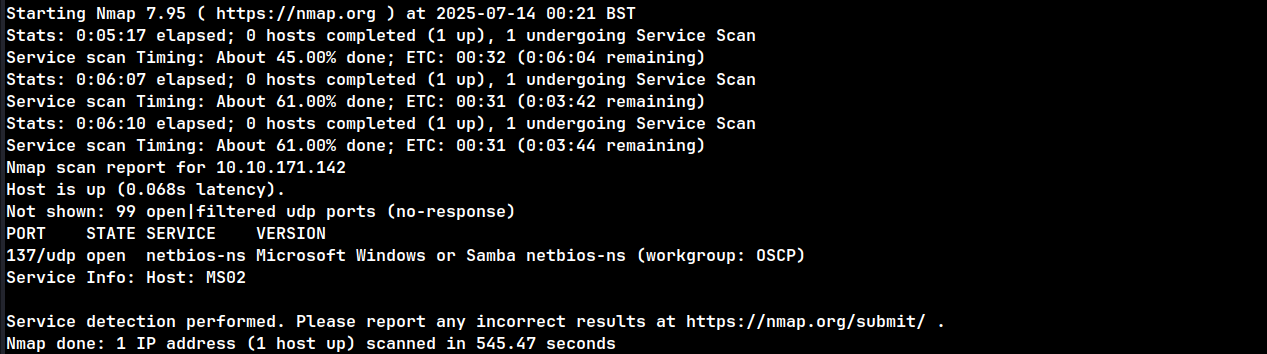 Starting Nmap 7.95 ( https://nmap.org ) at 2025-07-14 00:21 BST
Stats: 0:05:17 elapsed; 0 hosts completed (1 up), 1 undergoing Service Scan
Service scan Timing: About 45.00% done; ETC: 00:32 (0:06:04 remaining)
Stats: 0:06:07 elapsed; 0 hosts completed (1 up), 1 undergoing Service Scan
Service scan Timing: About 61.00% done; ETC: 00:31 (0:03:42 remaining)
Stats: 0:06:10 elapsed; 0 hosts completed (1 up), 1 undergoing Service Scan
Service scan Timing: About 61.00% done; ETC: 00:31 (0:03:44 remaining)
Nmap scan report for 10.10.171.142
Host is up (0.068s latency).
Not shown: 99 open|filtered udp ports (no-response)
PORT    STATE SERVICE    VERSION
137/udp open  netbios-ns Microsoft Windows or Samba netbios-ns (workgroup: OSCP)
Service Info: Host: MS02

Service detection performed. Please report any incorrect results at https://nmap.org/submit/ .
Nmap done: 1 IP address (1 host up) scanned in 545.47 seconds